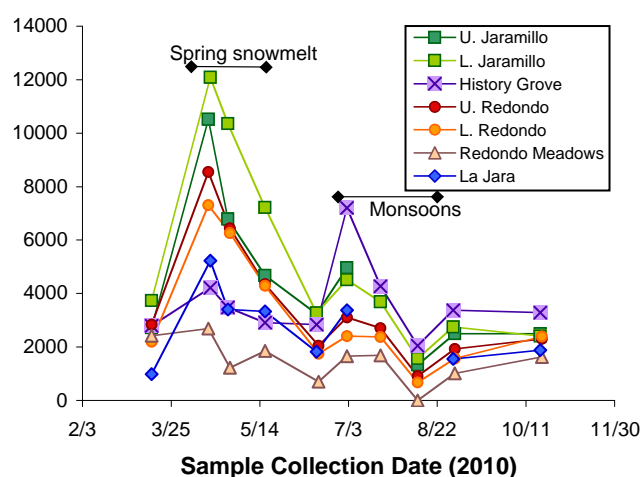 14000
12000
10000
8000
6000
4000
2000
0
Spring snowmelt
Monsoons
U. Jaramillo
L. Jaramillo
History Grove
U. Redondo
L. Redondo
Redondo Meadows
La Jara
2/3
3/25
5/14
7/3
8/22
10/11
11/30
Sample Collection Date (2010)